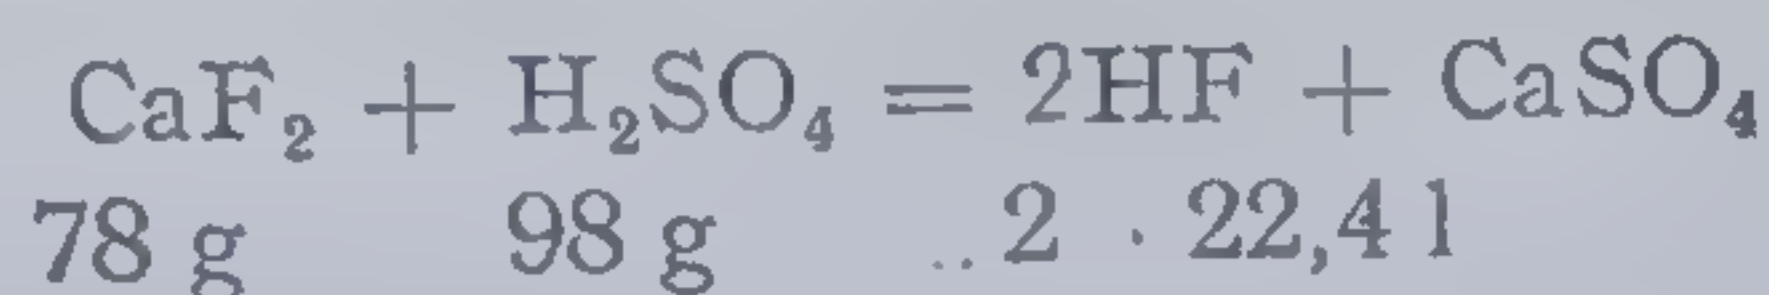 CaF₂ + H₂SO₄ = 2HF + CaSO₄
78 g 98 g .. 2 · 22,4 l